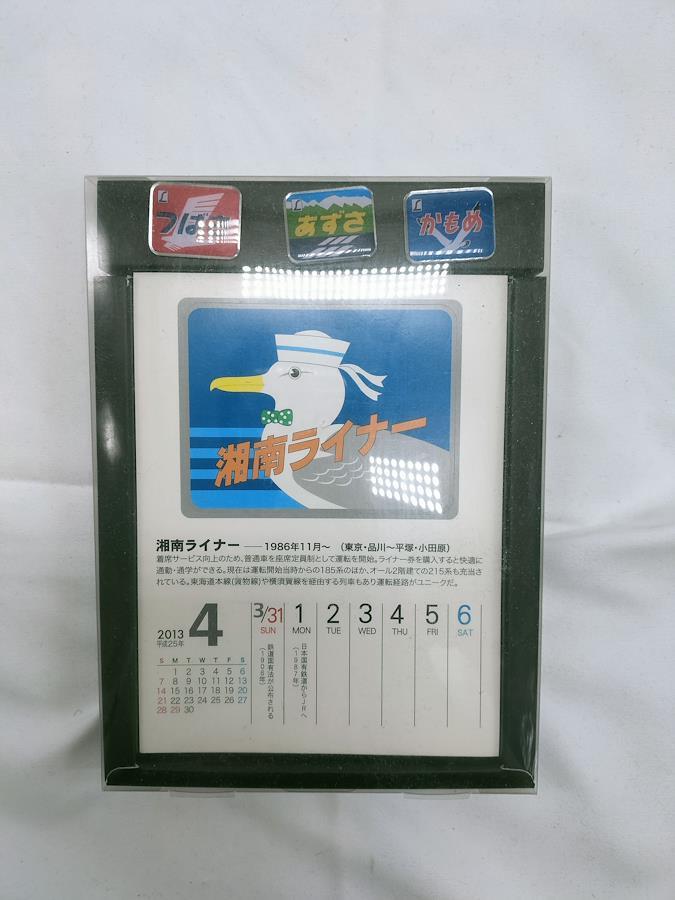 L
つばさ
L
あずさ
L
かもめ
湘南ライナー
湘南ライナー ——1986年11月〜 (東京・品川〜平塚・小田原)
着席サービス向上のため、普通車を座席定員制として運転を開始。ライナー券を購入すると快適に
通勤・通学ができる。現在は運転開始当時からの185系のほか、オール2階建ての215系も充当さ
れている。東海道本線(貨物線)や横須賀線を経由する列車もあり運転経路がユニークだ。
2013
平成25年
4
S M T W T F S
1 2 3 4 5 6
7 8 9 10 11 12 13
14 15 16 17 18 19 20
21 22 23 24 25 26 27
28 29 30
3/31 1 2 3 4 5 6
SUN MON TUE WED THU FRI SAT
鉄道国有法が公布される
(1906年)
日本国有鉄道からJRへ
(1987年)